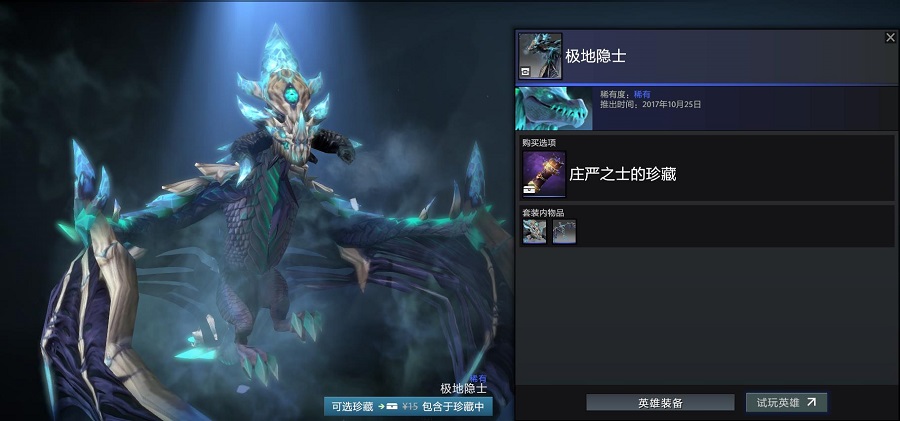 极地隐士
稀有度：稀有
推出时间：2017年10月25日
购买选项
庄严之士的珍藏
套装内物品
稀有
极地隐士
可选珍藏 ¥15 包含于珍藏中
英雄装备
试玩英雄